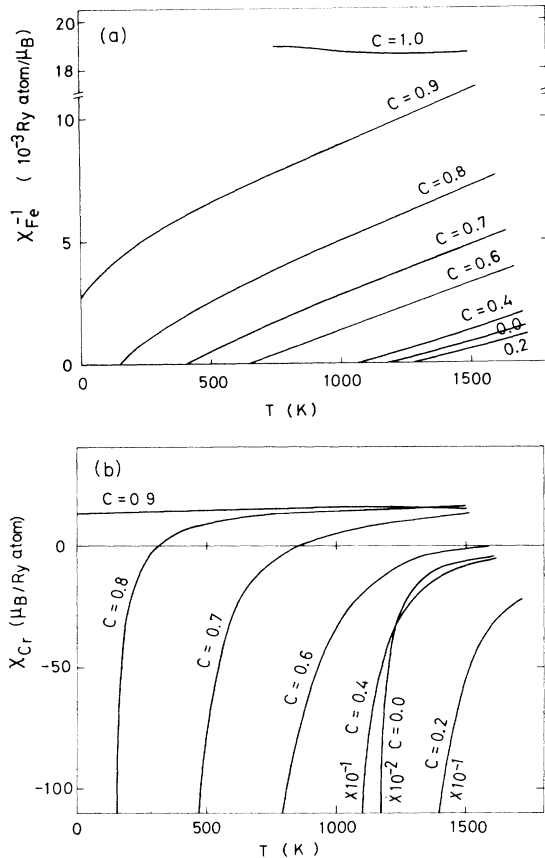 (a)
20
18
10
5
0
χ⁻¹Fe (10⁻³Ry atom/μB)
C=1.0
C=0.9
C=0.8
C=0.7
C=0.6
C=0.4
0.0
0.2
0
500
1000
1500
T (K)
(b)
0
-50
-100
χCr (μB/Ry atom)
C=0 9
C=0.8
C=0.7
C=0.6
C=0.4
X10⁻¹
C=0.0
X10⁻²
C=0.2
X10⁻¹
0
500
1000
1500
T (K)